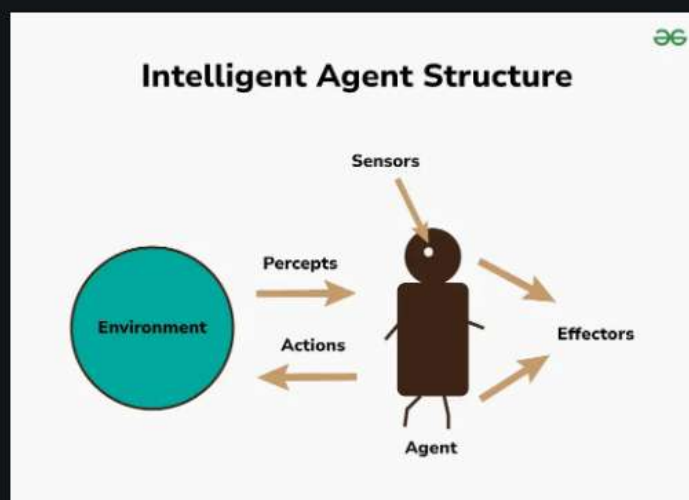 Intelligent Agent Structure
Sensors
Percepts
Environment
Actions
Effectors
Agent